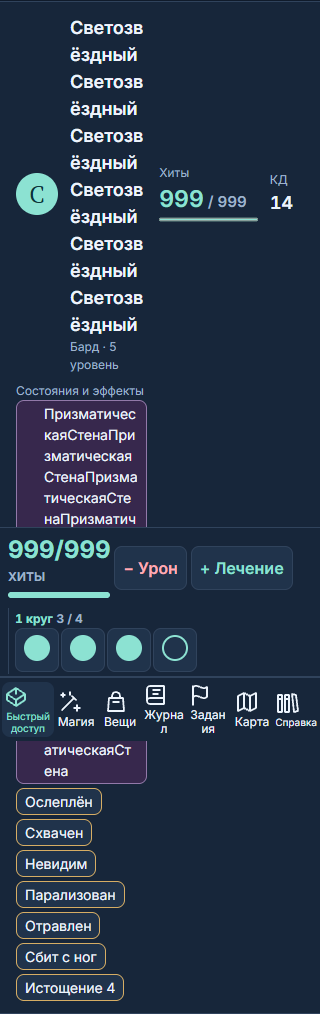 Светозв
ёздный
Светозв
ёздный
Светозв
ёздный
Светозв
ёздный
Светозв
ёздный
Светозв
ёздный
Бард · 5
уровень
С
Хиты
999 / 999
КД
14
Состояния и эффекты
Призматичес
каяСтенаПри
зматическая
СтенаПризма
тическаяСте
наПризматич
999/999
ХИТЫ
− Урон
+ Лечение
1 круг 3 / 4
Быстрый
доступ
Магия
Вещи
Журна
л
Задан
ия
Карта
Справка
атическаяСт
ена
Ослеплён
Схвачен
Невидим
Парализован
Отравлен
Сбит с ног
Истощение 4